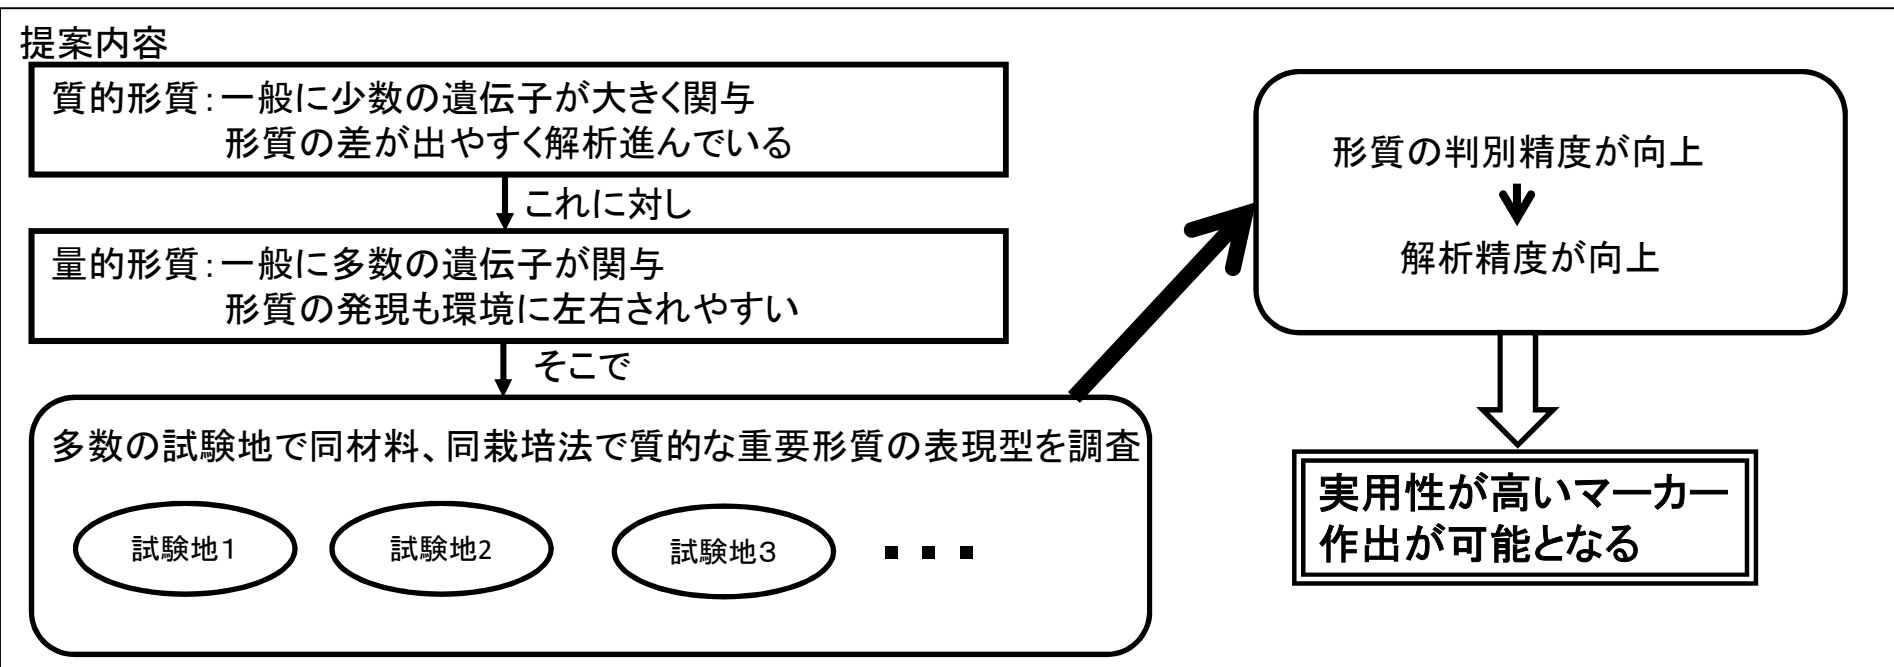 提案内容
質的形質：一般に少数の遺伝子が大きく関与
形質の差が出やすく解析進んでいる
これに対し
量的形質：一般に多数の遺伝子が関与
形質の発現も環境に左右されやすい
そこで
多数の試験地で同材料、同栽培法で質的な重要形質の表現型を調査
試験地１
試験地2
試験地３
・・・
形質の判別精度が向上
解析精度が向上
実用性が高いマーカー
作出が可能となる